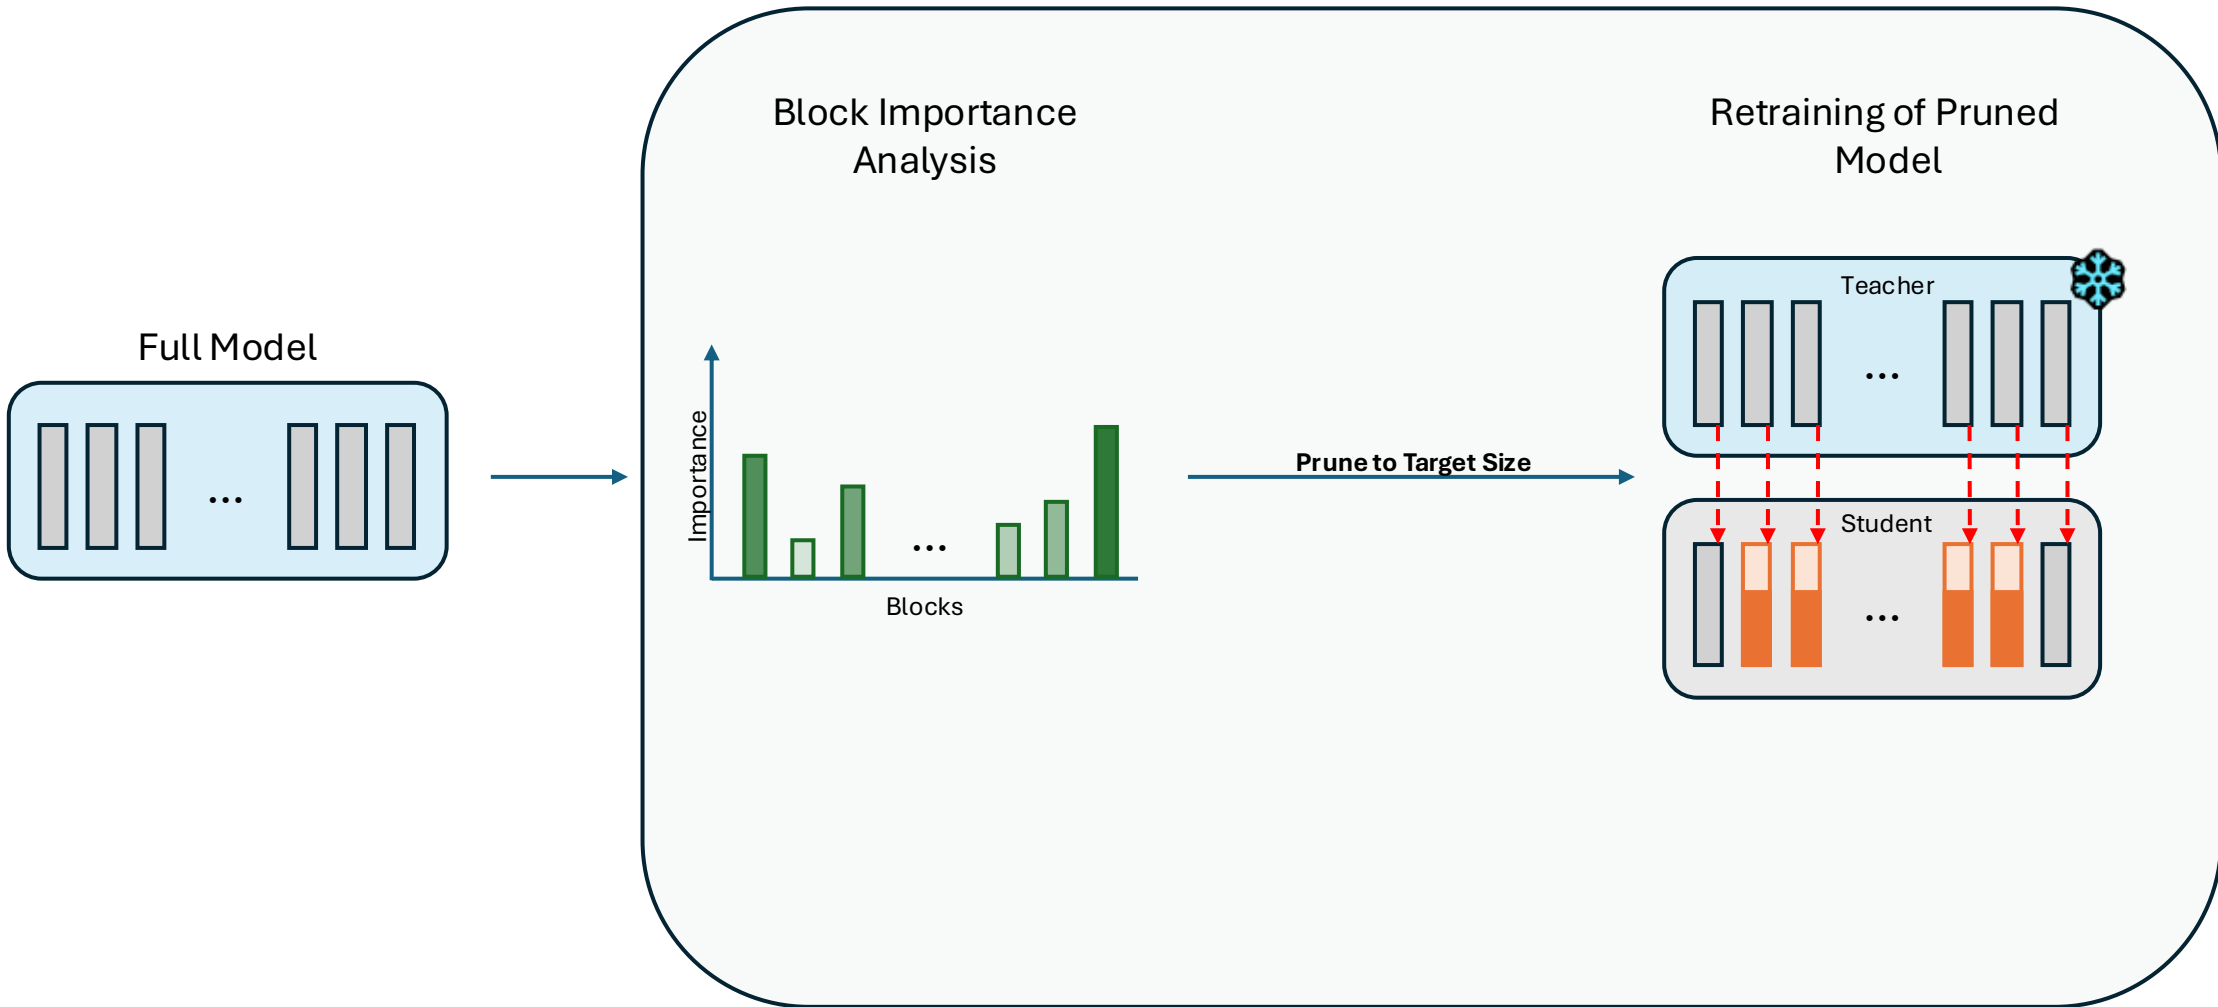 Full Model
...
Block Importance
Analysis
Importance
...
Blocks
Prune to Target Size
Retraining of Pruned
Model
Teacher
...
Student
...